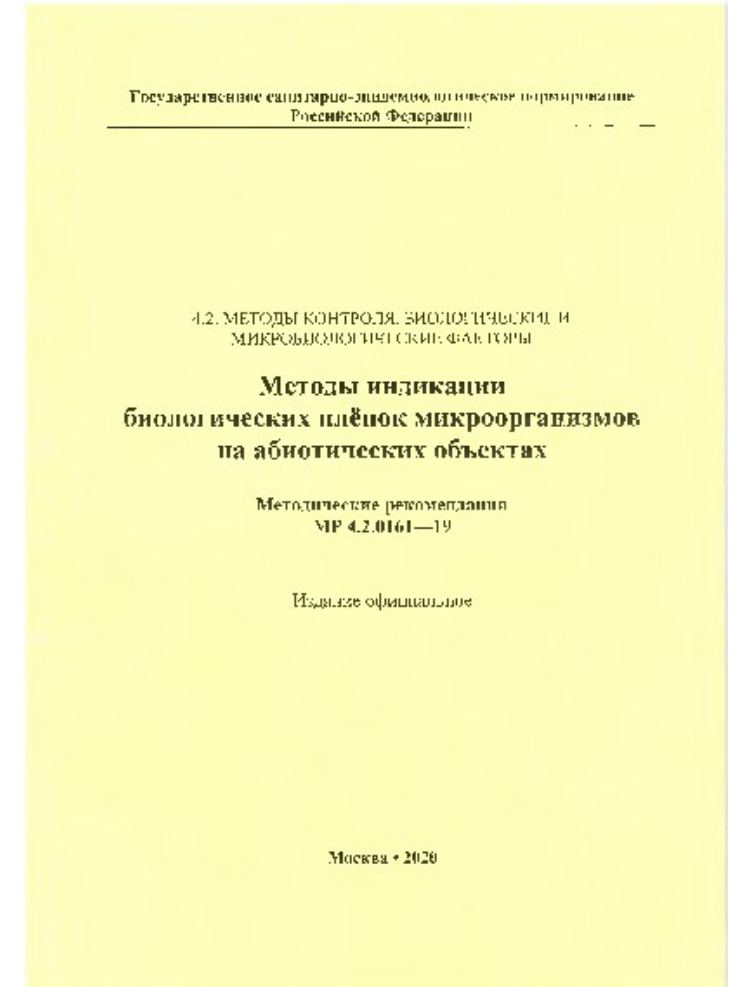 Государственное санитарно-эпидемиологическое нормирование
Российской Федерации
4.2. МЕТОДЫ КОНТРОЛЯ. БИОЛОГИЧЕСКИЕ И
МИКРОБИОЛОГИЧЕСКИЕ ФАКТОРЫ
Методы индикации
биологических плёнок микроорганизмов
на абиотических объектах
Методические рекомендации
МР 4.2.0161—19
Издание официальное
Москва • 2020